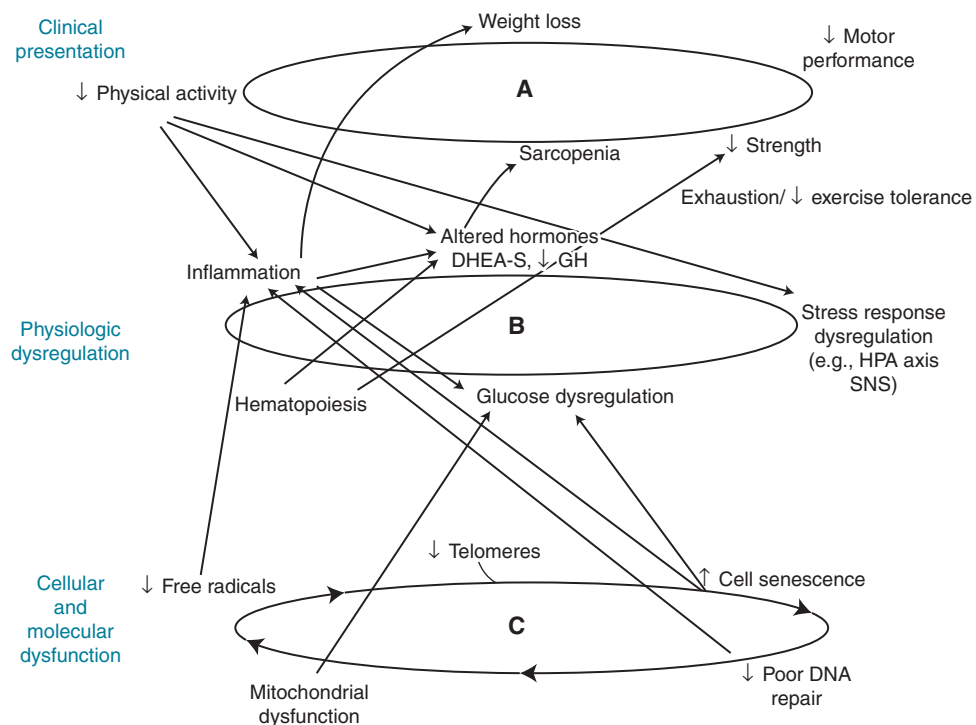 Clinical
presentation
Weight loss
↓ Motor
performance
↓ Physical activity
A
Sarcopenia
↓ Strength
Exhaustion/ ↓ exercise tolerance
Altered hormones
DHEA-S, ↓ GH
Inflammation
Physiologic
dysregulation
B
Stress response
dysregulation
(e.g., HPA axis
SNS)
Hematopoiesis
Glucose dysregulation
Cellular
and
molecular
dysfunction
↓ Free radicals
↓ Telomeres
↑ Cell senescence
C
Mitochondrial
dysfunction
↓ Poor DNA
repair